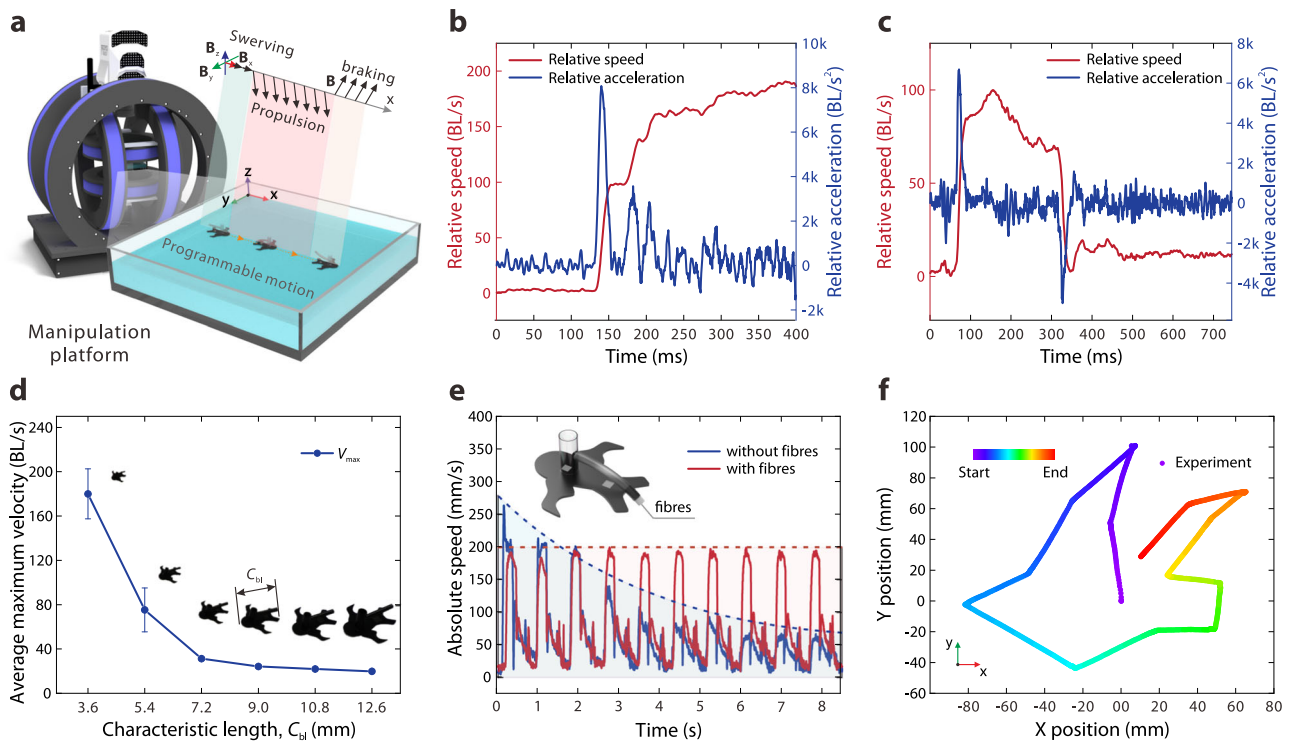 a
Swerving
B_z
B_x
B_y
B
braking
x
Propulsion
z
y
x
Programmable motion
Manipulation
platform
b
Relative speed (BL/s)
200
150
100
50
0
Relative speed
Relative acceleration
10k
8k
6k
4k
2k
0
-2k
Relative acceleration (BL/s²)
0 50 100 150 200 250 300 350 400
Time (ms)
c
Relative speed (BL/s)
100
50
0
Relative speed
Relative acceleration
8k
6k
4k
2k
0
-2k
-4k
Relative acceleration (BL/s²)
0 100 200 300 400 500 600 700
Time (ms)
d
Average maximum velocity (BL/s)
240
200
160
120
80
40
0
V_max
C_bl
3.6 5.4 7.2 9.0 10.8 12.6
Characteristic length, C_bl (mm)
e
Absolute speed (mm/s)
400
350
300
250
200
150
100
50
0
without fibres
with fibres
fibres
0 1 2 3 4 5 6 7 8
Time (s)
f
Y position (mm)
120
100
80
60
40
20
0
-20
-40
-60
Start End
Experiment
y
x
-80 -60 -40 -20 0 20 40 60 80
X position (mm)